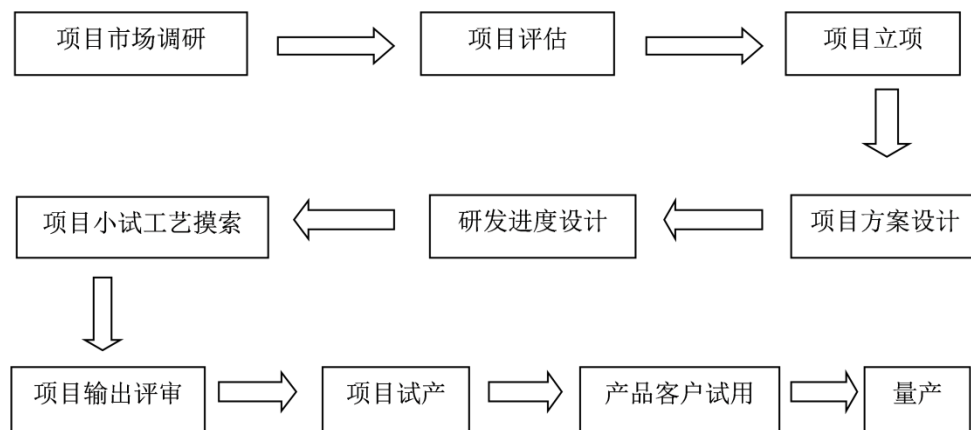 项目市场调研
项目评估
项目立项
项目方案设计
研发进度设计
项目小试工艺摸索
项目输出评审
项目试产
产品客户试用
量产